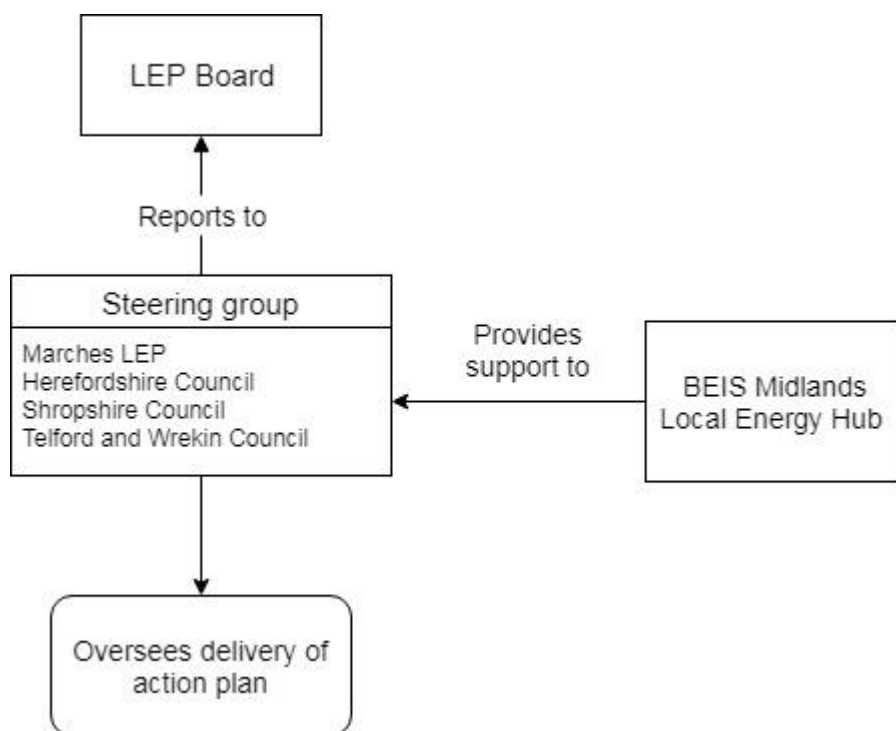 LEP Board
Reports to
Steering group
Marches LEP
Herefordshire Council
Shropshire Council
Telford and Wrekin Council
Provides
support to
BEIS Midlands
Local Energy Hub
Oversees delivery of
action plan